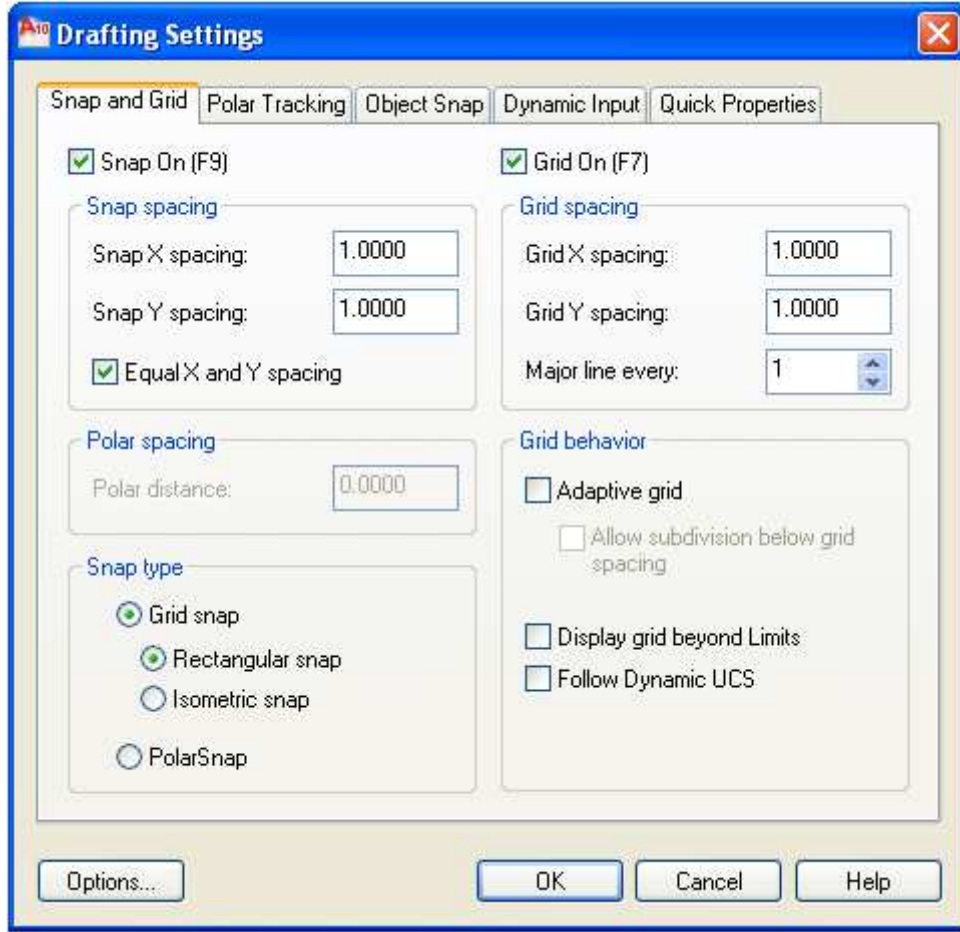 A10 Drafting Settings
Snap and Grid Polar Tracking Object Snap Dynamic Input Quick Properties
Snap On (F9)
Snap spacing
Snap X spacing: 1.0000
Snap Y spacing: 1.0000
Equal X and Y spacing
Polar spacing
Polar distance: 0.0000
Snap type
Grid snap
Rectangular snap
Isometric snap
PolarSnap
Grid On (F7)
Grid spacing
Grid X spacing: 1.0000
Grid Y spacing: 1.0000
Major line every: 1
Grid behavior
Adaptive grid
Allow subdivision below grid
spacing
Display grid beyond Limits
Follow Dynamic UCS
Options... OK Cancel Help